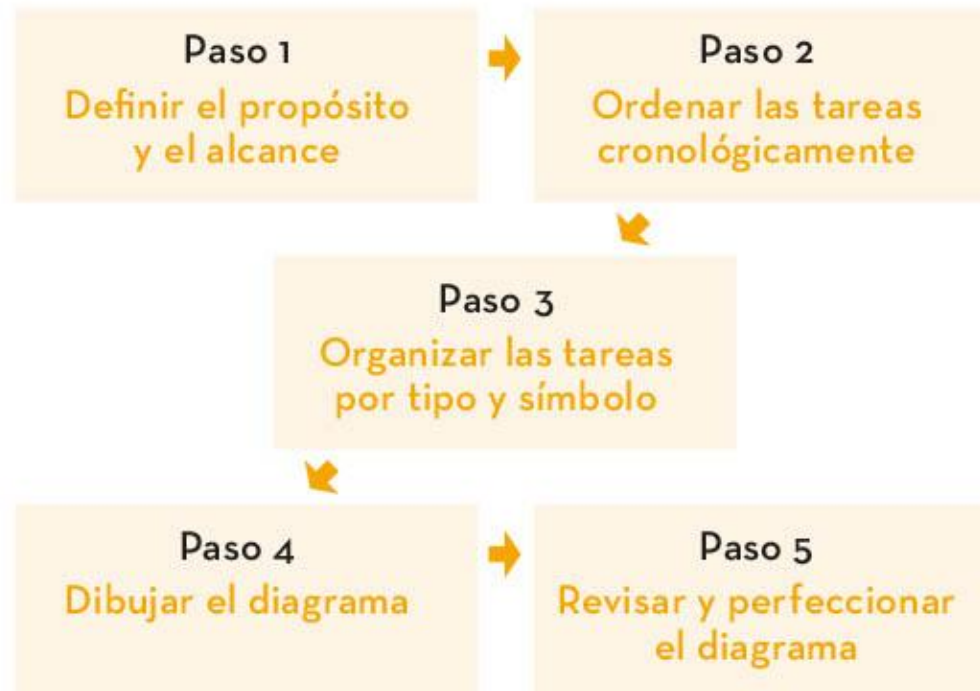 Paso 1
Definir el propósito
y el alcance
Paso 2
Ordenar las tareas
cronológicamente
Paso 3
Organizar las tareas
por tipo y símbolo
Paso 4
Dibujar el diagrama
Paso 5
Revisar y perfeccionar
el diagrama